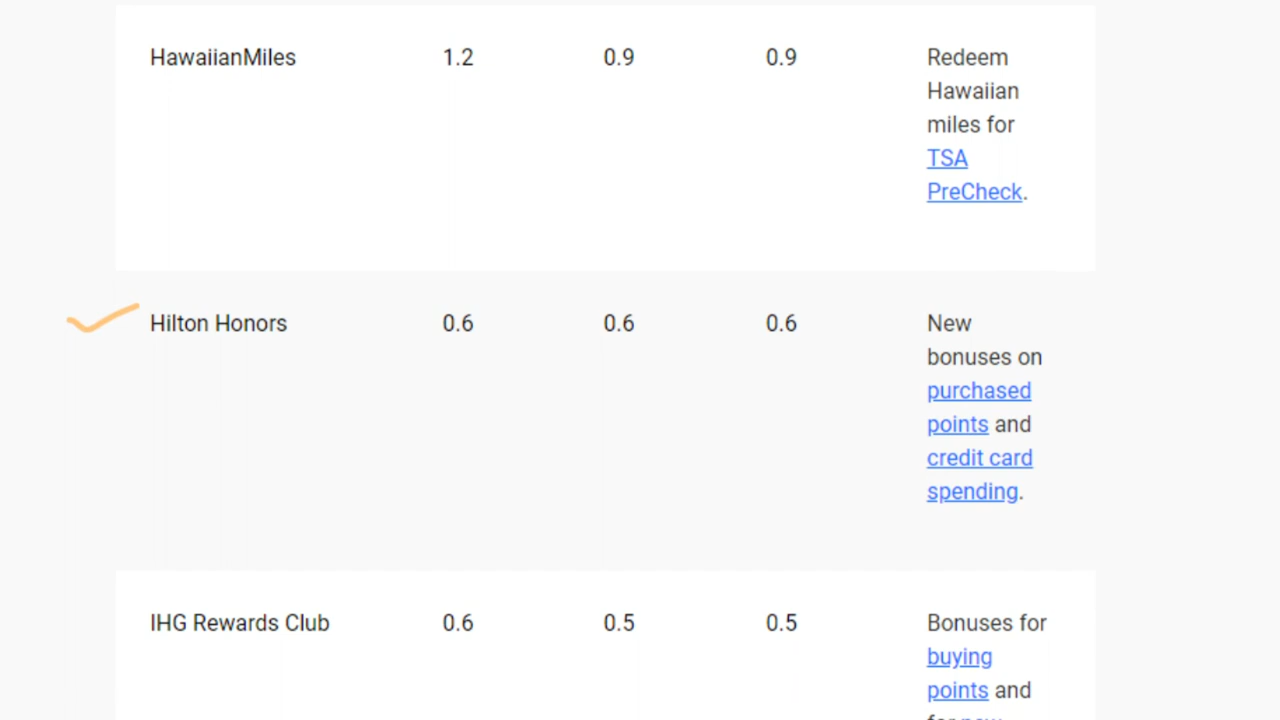 HawaiianMiles 1.2 0.9 0.9 Redeem
Hawaiian
miles for
TSA
PreCheck.
Hilton Honors 0.6 0.6 0.6 New
bonuses on
purchased
points and
credit card
spending.
IHG Rewards Club 0.6 0.5 0.5 Bonuses for
buying
points and